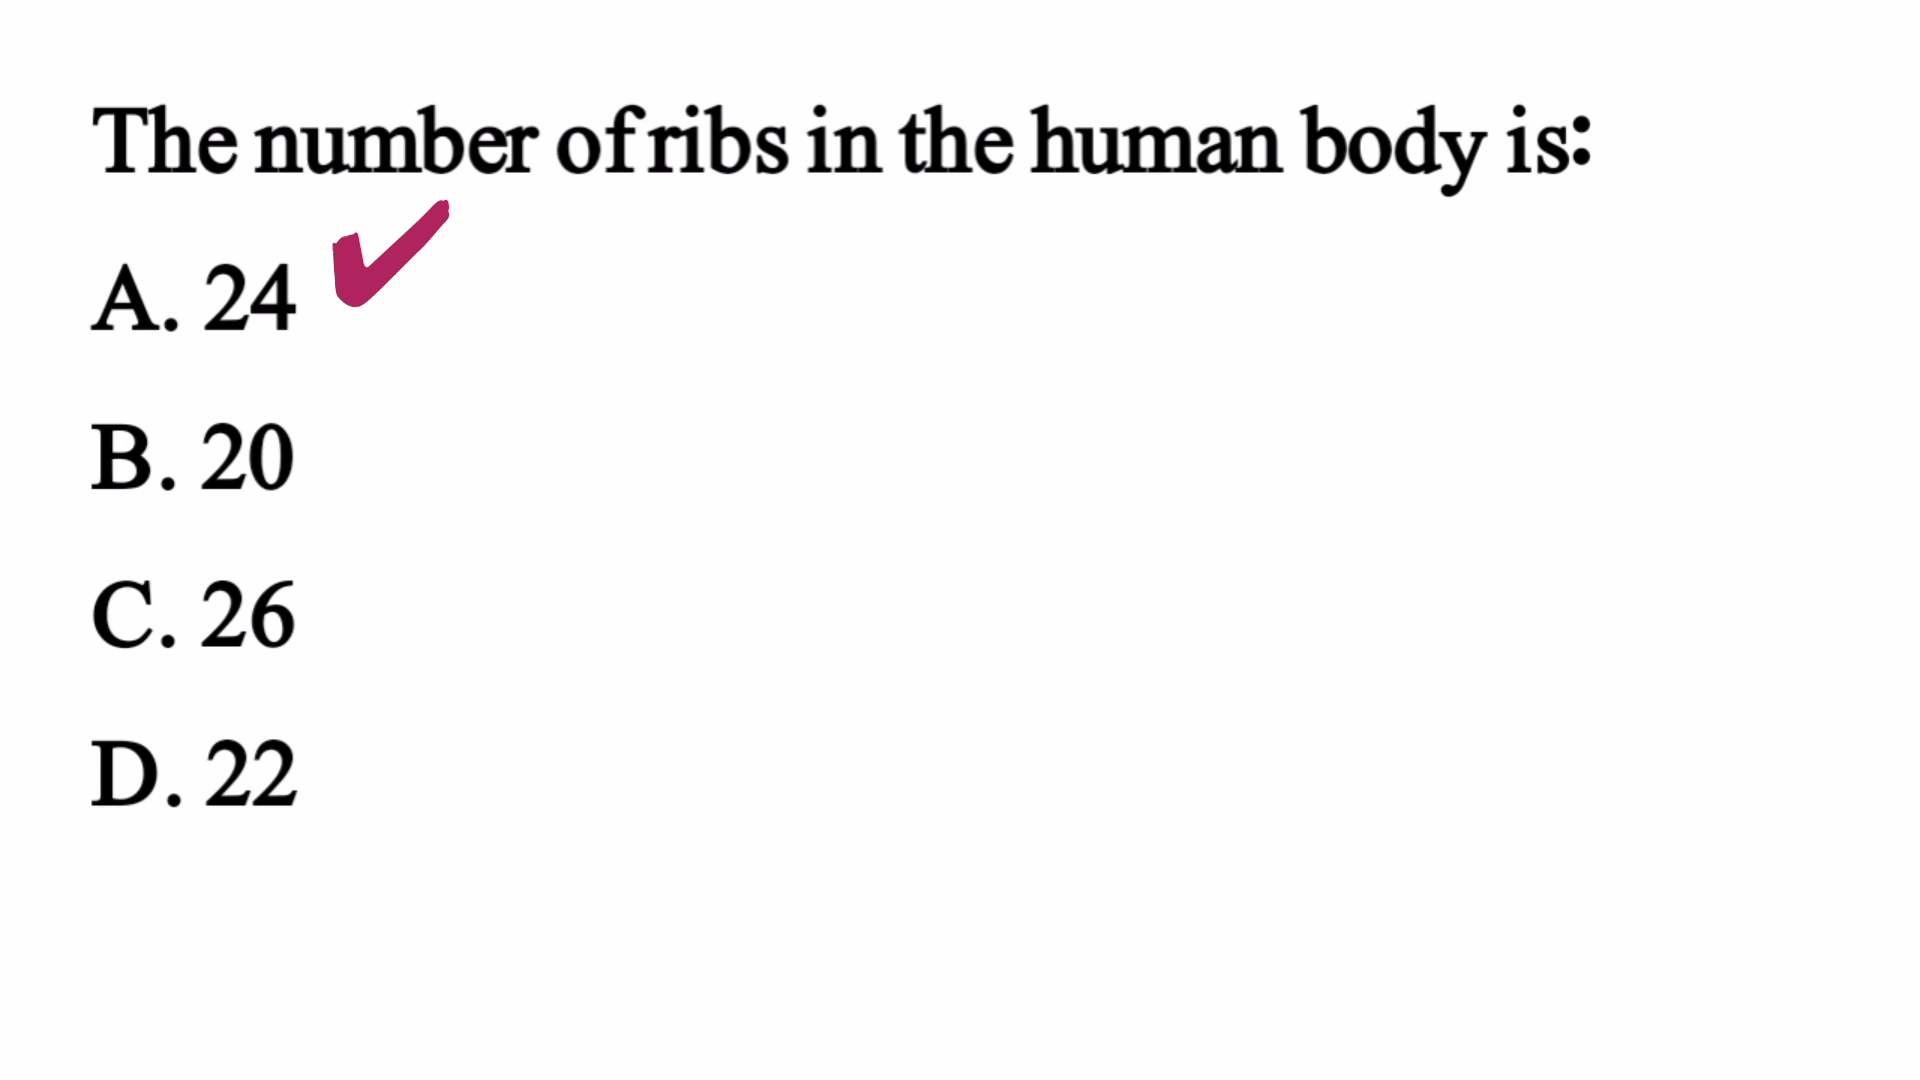 The number of ribs in the human body is:
A. 24
B. 20
C. 26
D. 22